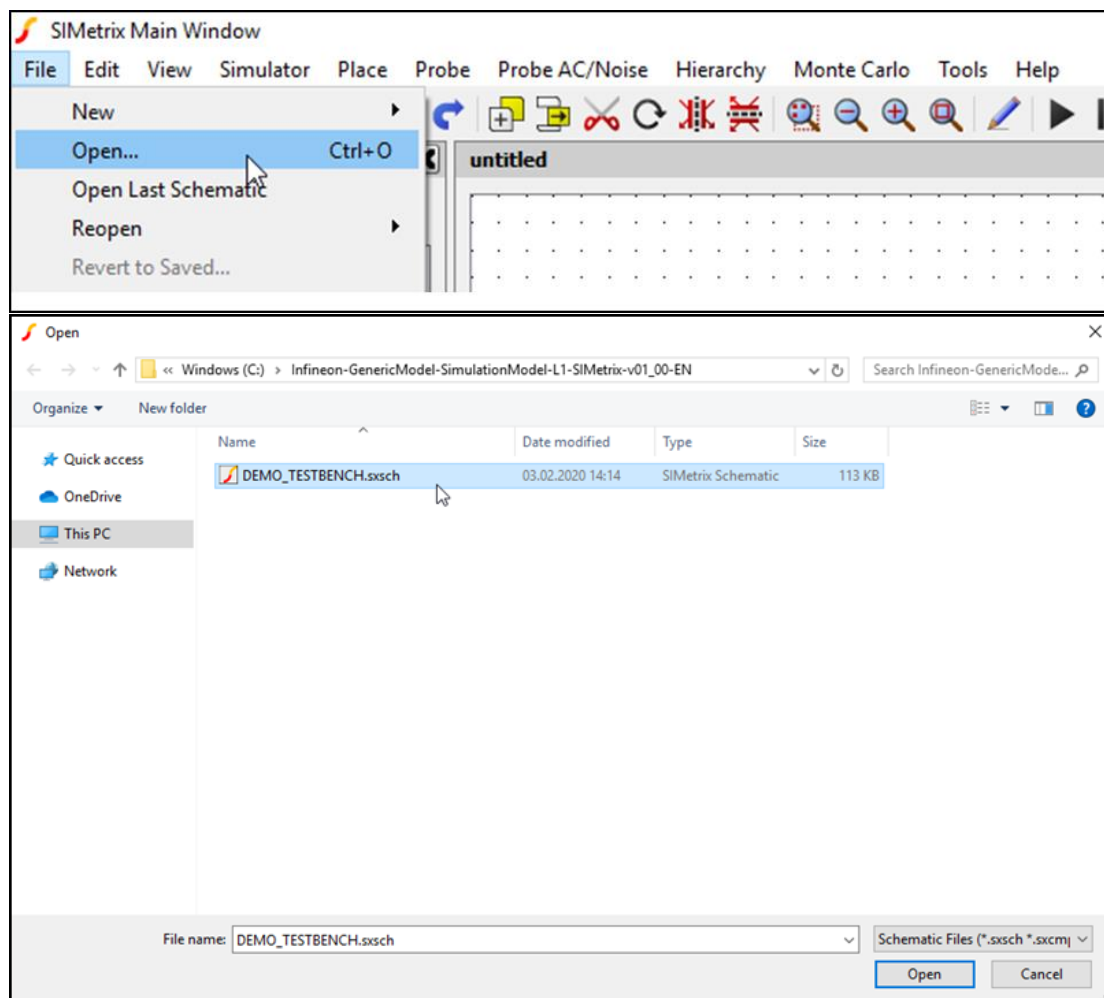 SIMetrix Main Window
File Edit View Simulator Place Probe Probe AC/Noise Hierarchy Monte Carlo Tools Help
New
Open... Ctrl+O
untitled
Open Last Schematic
Reopen
Revert to Saved...
Open
« Windows (C:) › Infineon-GenericModel-SimulationModel-L1-SIMetrix-v01_00-EN
Search Infineon-GenericMode...
Organize New folder
Name Date modified Type Size
Quick access
DEMO_TESTBENCH.sxsch 03.02.2020 14:14 SIMetrix Schematic 113 KB
OneDrive
This PC
Network
File name: DEMO_TESTBENCH.sxsch Schematic Files (*.sxsch *.sxcmp
Open Cancel